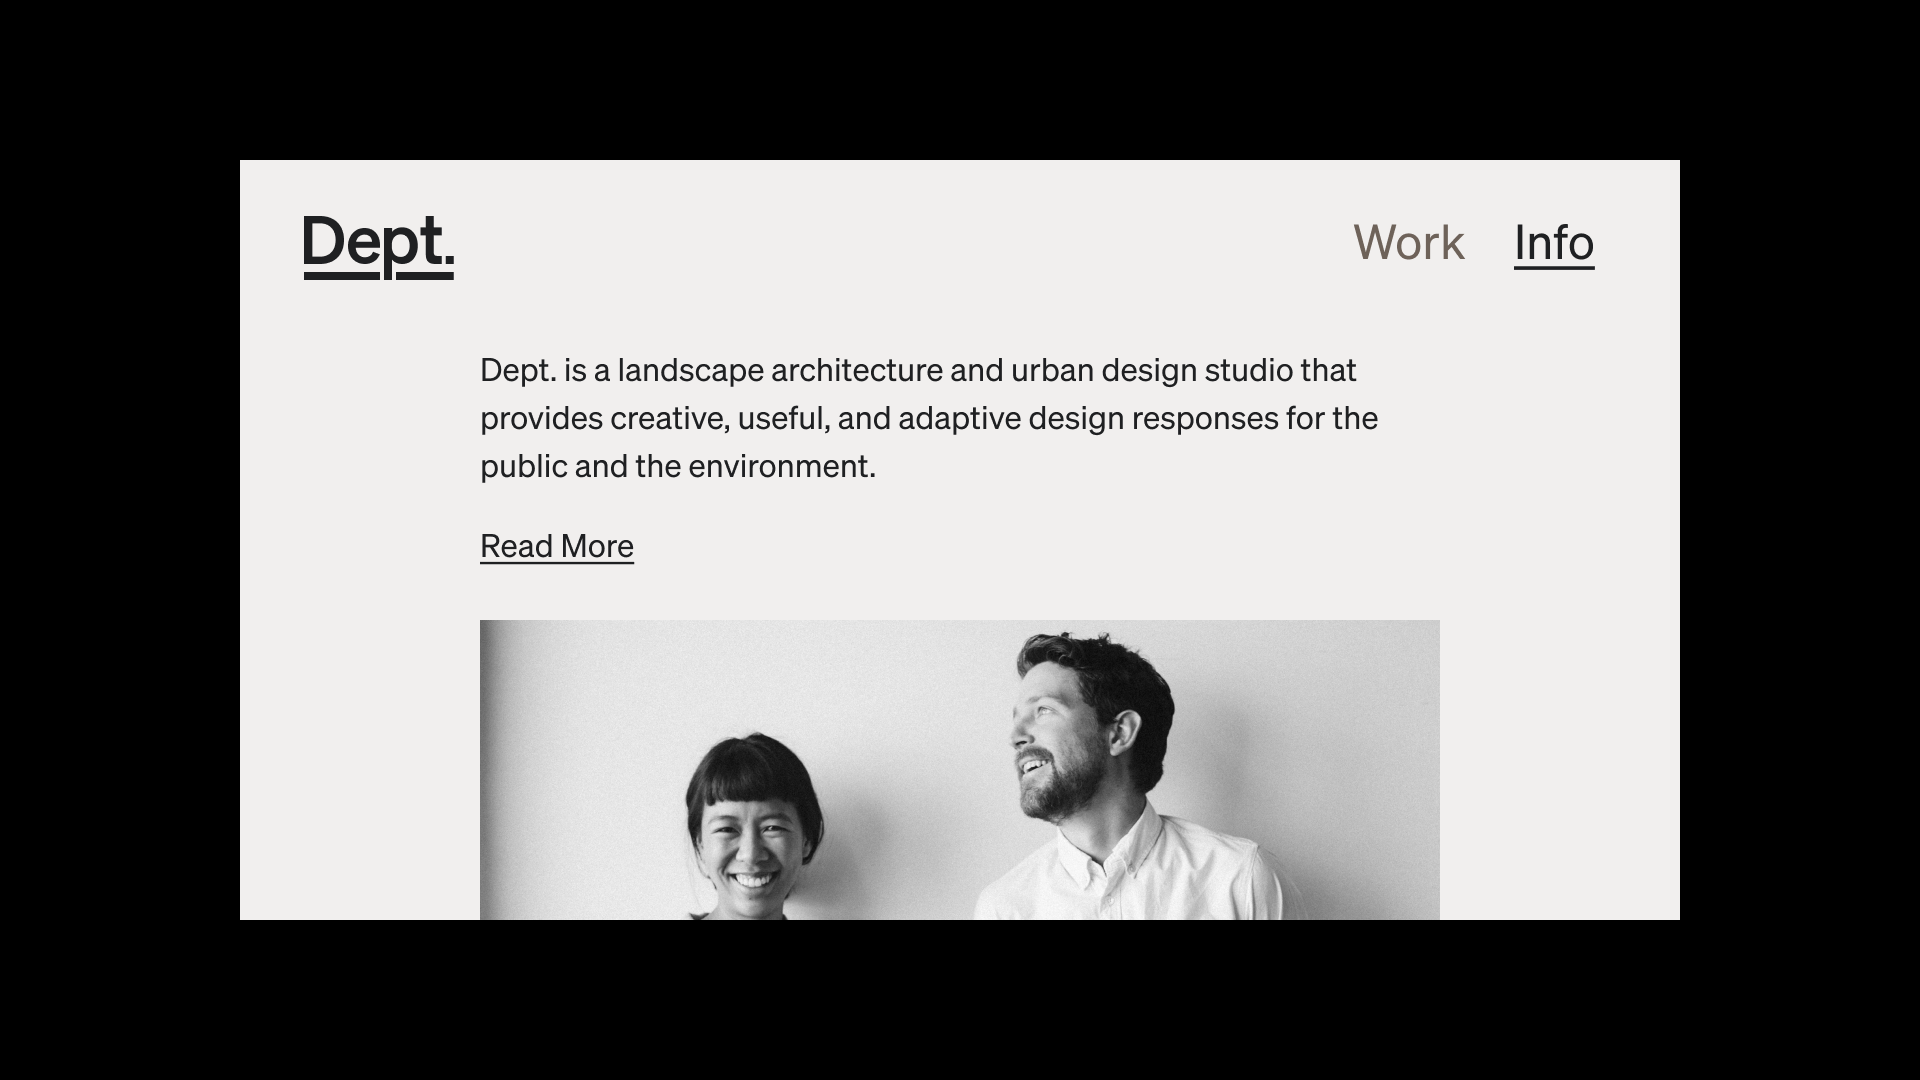 Dept.
Work Info
Dept. is a landscape architecture and urban design studio that
provides creative, useful, and adaptive design responses for the
public and the environment.
Read More